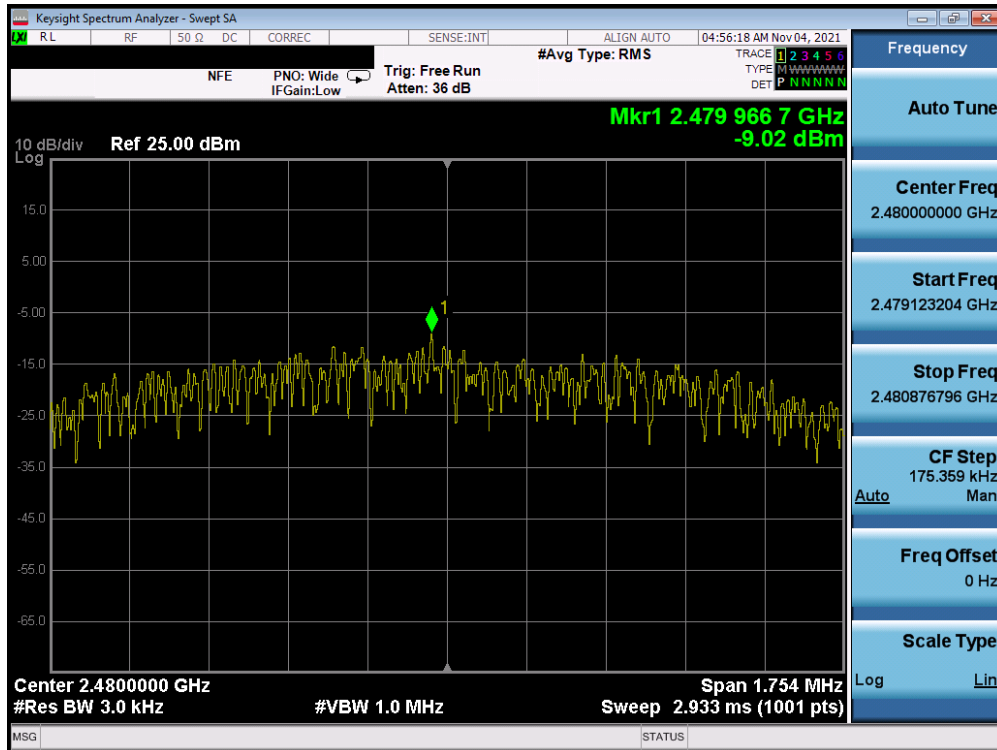 Keysight Spectrum Analyzer - Swept SA
LXI RL RF 50 Ω DC CORREC SENSE:INT ALIGN AUTO 04:56:18 AM Nov 04, 2021
Frequency
#Avg Type: RMS TRACE 1 2 3 4 5 6
NFE PNO: Wide Trig: Free Run TYPE M WWWWW
IFGain:Low Atten: 36 dB DET P N N N N N
Auto Tune
Mkr1 2.479 966 7 GHz
-9.02 dBm
10 dB/div Ref 25.00 dBm
Log
Center Freq
2.480000000 GHz
15.0
5.00
Start Freq
2.479123204 GHz
1
-5.00
-15.0
Stop Freq
2.480876796 GHz
-25.0
-35.0
CF Step
175.359 kHz
Auto Man
-45.0
-55.0
Freq Offset
0 Hz
-65.0
Scale Type
Log Lin
Center 2.4800000 GHz Span 1.754 MHz
#Res BW 3.0 kHz #VBW 1.0 MHz Sweep 2.933 ms (1001 pts)
MSG STATUS